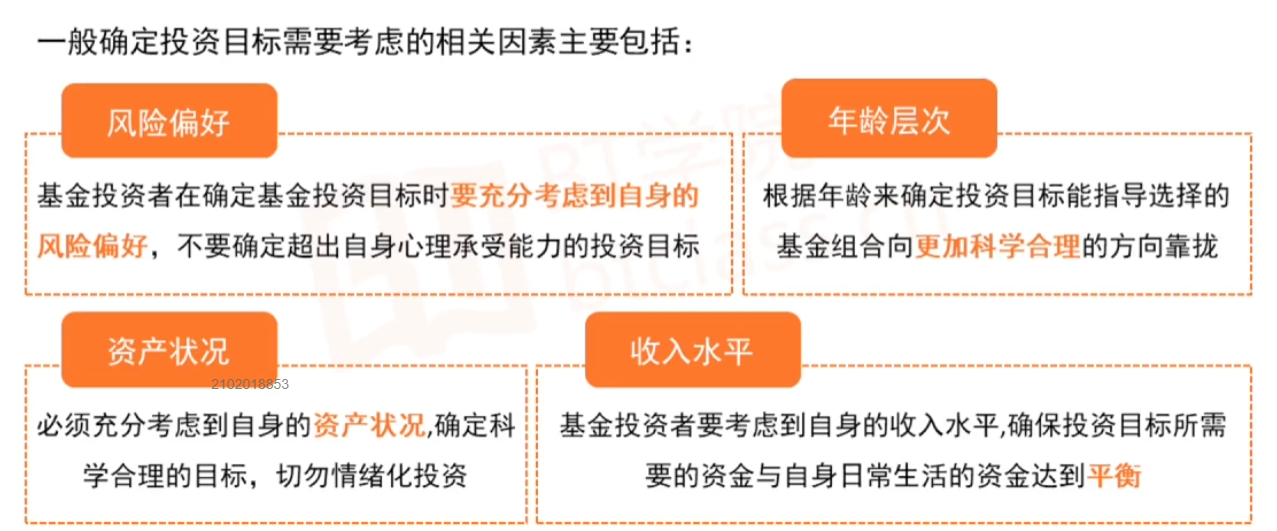 一般确定投资目标需要考虑的相关因素主要包括：
风险偏好
基金投资者在确定基金投资目标时要充分考虑到自身的
风险偏好，不要确定超出自身心理承受能力的投资目标
年龄层次
根据年龄来确定投资目标能指导选择的
基金组合向更加科学合理的方向靠拢
资产状况
2102018853
必须充分考虑到自身的资产状况,确定科
学合理的目标，切勿情绪化投资
收入水平
基金投资者要考虑到自身的收入水平,确保投资目标所需
要的资金与自身日常生活的资金达到平衡
BT学院
btclass.cn